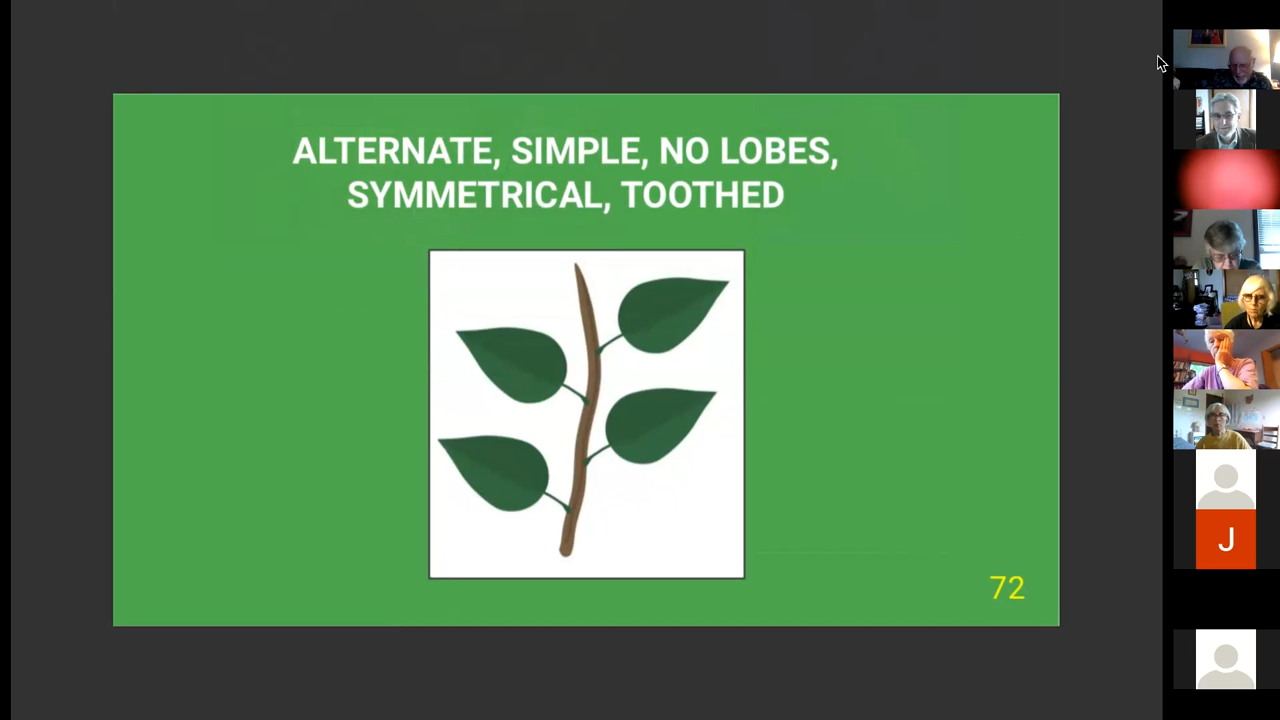 ALTERNATE, SIMPLE, NO LOBES,
SYMMETRICAL, TOOTHED
72
J